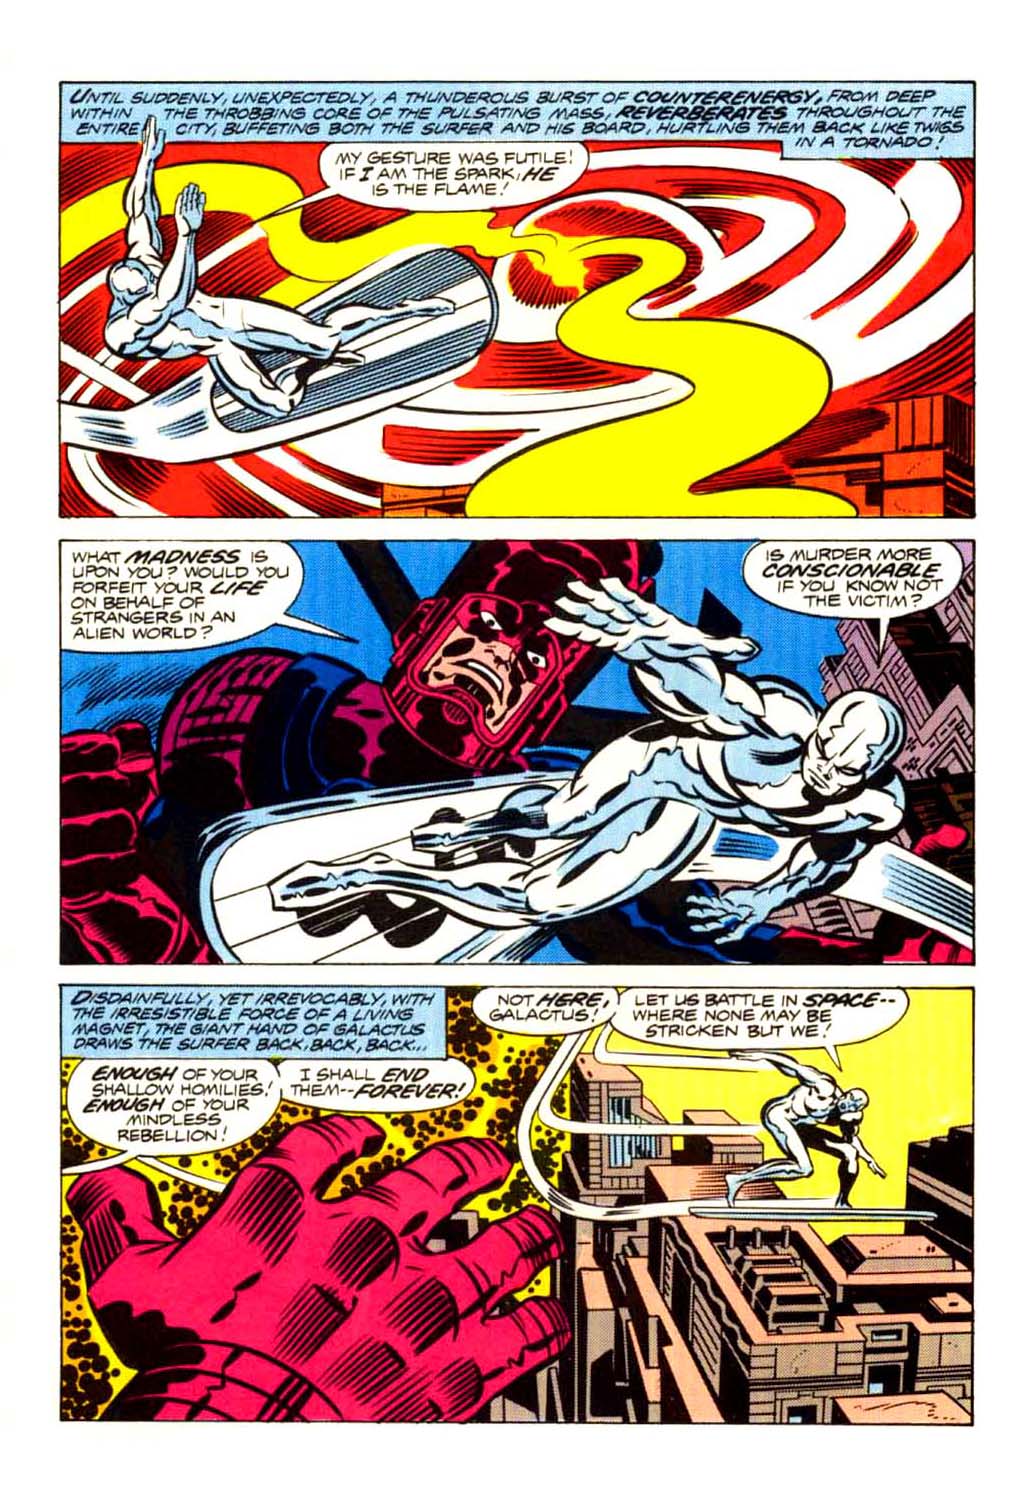 UNTIL SUDDENLY, UNEXPECTEDLY, A THUNDEROUS BURST OF COUNTERENERGY, FROM DEEP
WITHIN THE THROBBING CORE OF THE PULSATING MASS, REVERBERATES THROUGHOUT THE
ENTIRE CITY, BUFFETING BOTH THE SURFER AND HIS BOARD, HURTLING THEM BACK LIKE TWIGS
IN A TORNADO!
MY GESTURE WAS FUTILE!
IF I AM THE SPARK, HE
IS THE FLAME!
WHAT MADNESS IS
UPON YOU? WOULD YOU
FORFEIT YOUR LIFE
ON BEHALF OF
STRANGERS IN AN
ALIEN WORLD?
IS MURDER MORE
CONSCIONABLE
IF YOU KNOW NOT
THE VICTIM?
DISDAINFULLY, YET IRREVOCABLY, WITH
THE IRRESISTIBLE FORCE OF A LIVING
MAGNET, THE GIANT HAND OF GALACTUS
DRAWS THE SURFER BACK, BACK, BACK...
ENOUGH OF YOUR
SHALLOW HOMILIES!
ENOUGH OF YOUR
MINDLESS
REBELLION!
I SHALL END
THEM--FOREVER!
NOT HERE,
GALACTUS!
LET US BATTLE IN SPACE--
WHERE NONE MAY BE
STRICKEN BUT WE!